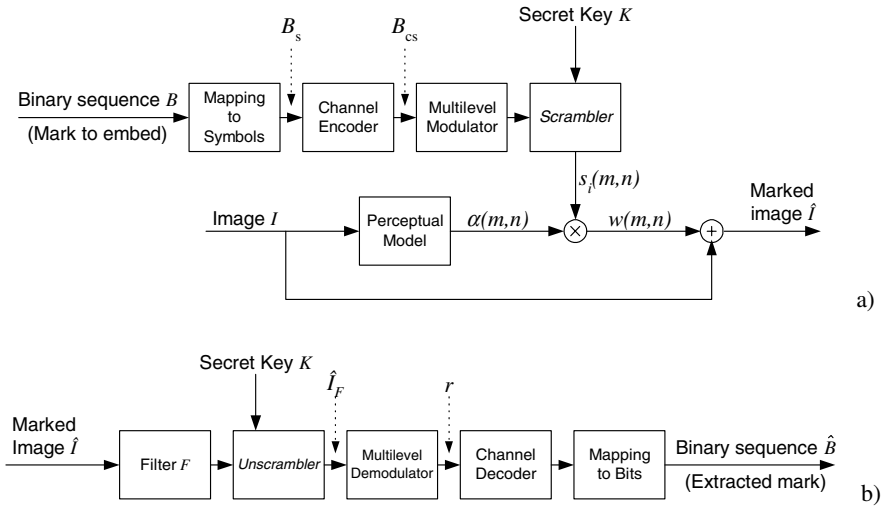 Secret Key K
B_s
B_cs
Binary sequence B
(Mark to embed)
Mapping
to
Symbols
Channel
Encoder
Multilevel
Modulator
Scrambler
s_i(m,n)
Image I
Perceptual
Model
α(m,n)
×
w(m,n)
+
Marked
image Î
a)
Secret Key K
Î_F
r
Marked
Image Î
Filter F
Unscrambler
Multilevel
Demodulator
Channel
Decoder
Mapping
to Bits
Binary sequence B̂
(Extracted mark)
b)